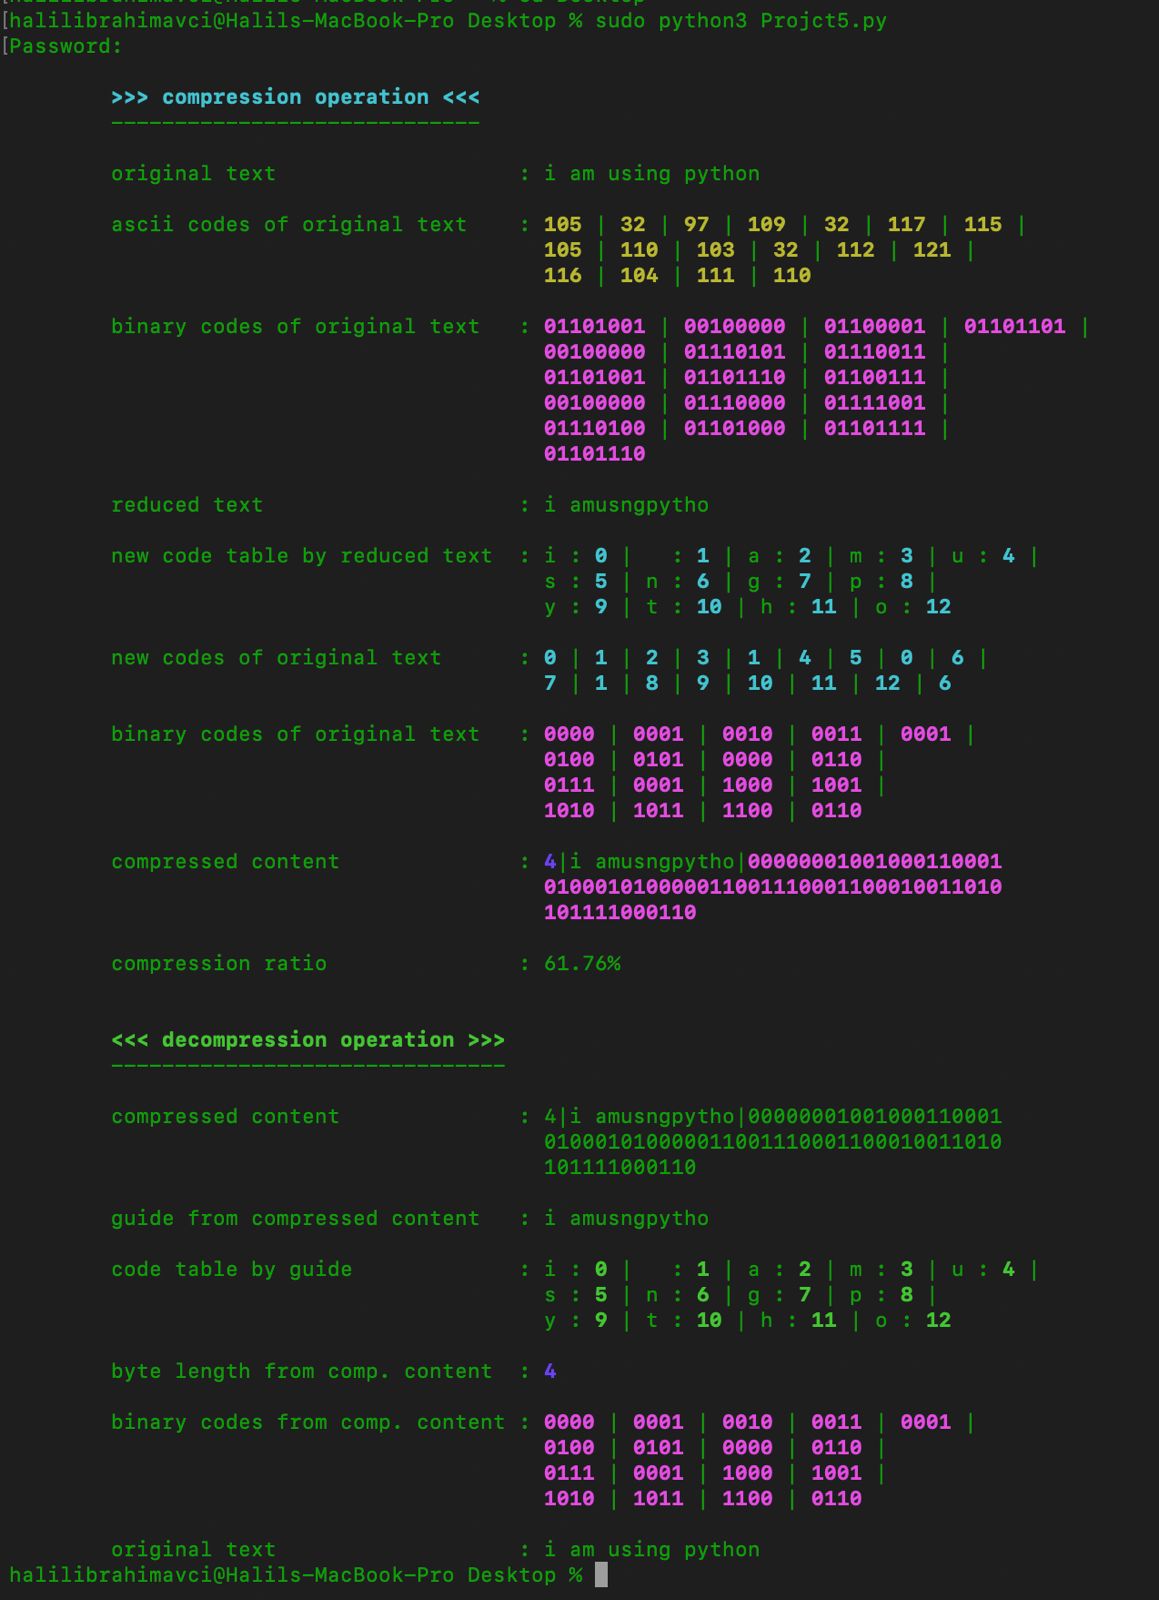 [halilibrahimavci@Halils-MacBook-Pro Desktop % sudo python3 Projct5.py
[Password:
>>> compression operation <<<
-----------------------------
original text : i am using python
ascii codes of original text : 105 | 32 | 97 | 109 | 32 | 117 | 115 |
105 | 110 | 103 | 32 | 112 | 121 |
116 | 104 | 111 | 110
binary codes of original text : 01101001 | 00100000 | 01100001 | 01101101 |
00100000 | 01110101 | 01110011 |
01101001 | 01101110 | 01100111 |
00100000 | 01110000 | 01111001 |
01110100 | 01101000 | 01101111 |
01101110
reduced text : i amusngpytho
new code table by reduced text : i : 0 |   : 1 | a : 2 | m : 3 | u : 4 |
s : 5 | n : 6 | g : 7 | p : 8 |
y : 9 | t : 10 | h : 11 | o : 12
new codes of original text : 0 | 1 | 2 | 3 | 1 | 4 | 5 | 0 | 6 |
7 | 1 | 8 | 9 | 10 | 11 | 12 | 6
binary codes of original text : 0000 | 0001 | 0010 | 0011 | 0001 |
0100 | 0101 | 0000 | 0110 |
0111 | 0001 | 1000 | 1001 |
1010 | 1011 | 1100 | 0110
compressed content : 4|i amusngpytho|00000001001000110001
010001010000011001110001100010011010
101111000110
compression ratio : 61.76%
<<< decompression operation >>>
-------------------------------
compressed content : 4|i amusngpytho|00000001001000110001
010001010000011001110001100010011010
101111000110
guide from compressed content : i amusngpytho
code table by guide : i : 0 |   : 1 | a : 2 | m : 3 | u : 4 |
s : 5 | n : 6 | g : 7 | p : 8 |
y : 9 | t : 10 | h : 11 | o : 12
byte length from comp. content : 4
binary codes from comp. content : 0000 | 0001 | 0010 | 0011 | 0001 |
0100 | 0101 | 0000 | 0110 |
0111 | 0001 | 1000 | 1001 |
1010 | 1011 | 1100 | 0110
original text : i am using python
halilibrahimavci@Halils-MacBook-Pro Desktop %